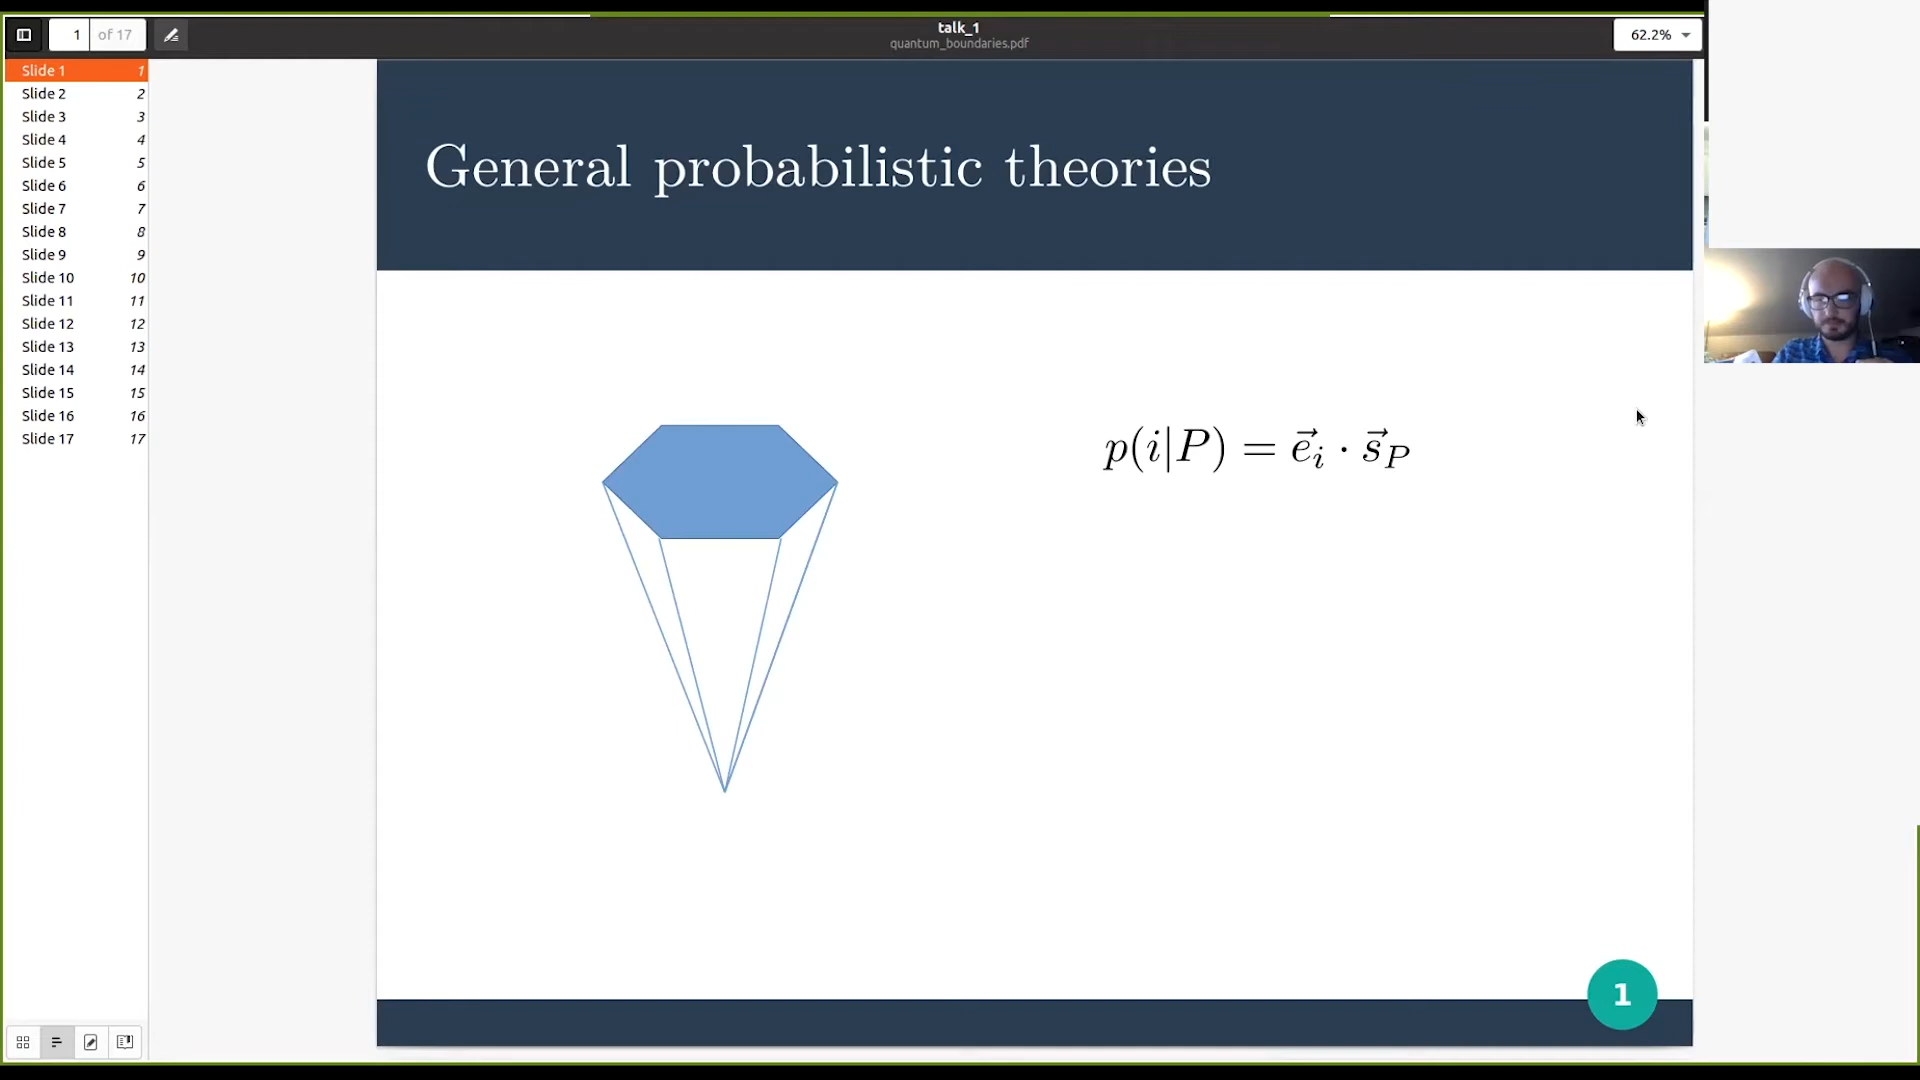 1 of 17
talk_1
quantum_boundaries.pdf
62.2%
Slide 1 1
Slide 2 2
Slide 3 3
Slide 4 4
Slide 5 5
Slide 6 6
Slide 7 7
Slide 8 8
Slide 9 9
Slide 10 10
Slide 11 11
Slide 12 12
Slide 13 13
Slide 14 14
Slide 15 15
Slide 16 16
Slide 17 17
General probabilistic theories
p(i|P) = e⃗_i · s⃗_P
1